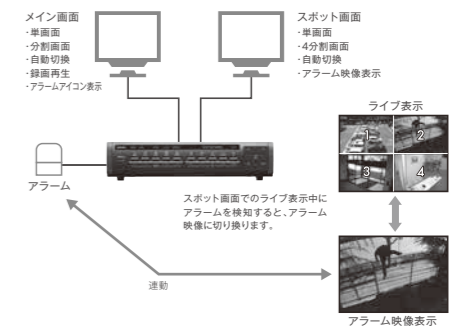 メイン画面
・単画面
・分割画面
・自動切換
・録画再生
・アラームアイコン表示
スポット画面
・単画面
・4分割画面
・自動切換
・アラーム映像表示
ライブ表示
1
2
3
4
アラーム
スポット画面でのライブ表示中に
アラームを検知すると、アラーム
映像に切り換ります。
連動
アラーム映像表示